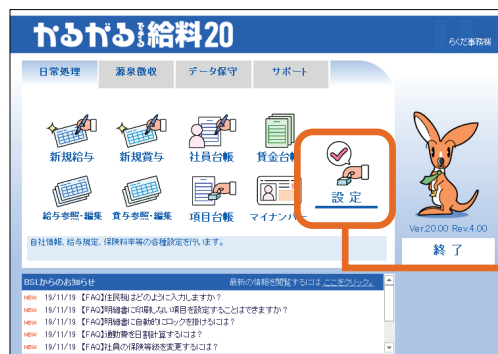 かるがるできる給料20
らくだ事務機
日常処理 源泉徴収 データ保守 サポート
新規給与 新規賞与 社員台帳 賃金台
設定
給与参照・編集 賞与参照・編集 項目台帳 マイナンバー
Ver.20.00 Rev.4.00
自社情報、給与規定、保険料率等の各種設定を行います。
終了
BSLからのお知らせ 最新の情報を閲覧するには ここをクリック。
NEW 19/11/19 【FAQ】住民税はどのように入力しますか?
NEW 19/11/19 【FAQ】明細書に印刷しない項目を設定することはできますか?
NEW 19/11/19 【FAQ】明細書に自動的にロックを掛けるには?
NEW 19/11/19 【FAQ】通勤費を日割計算するには?
NEW 19/11/19 【FAQ】社員の保険等級を変更するには?